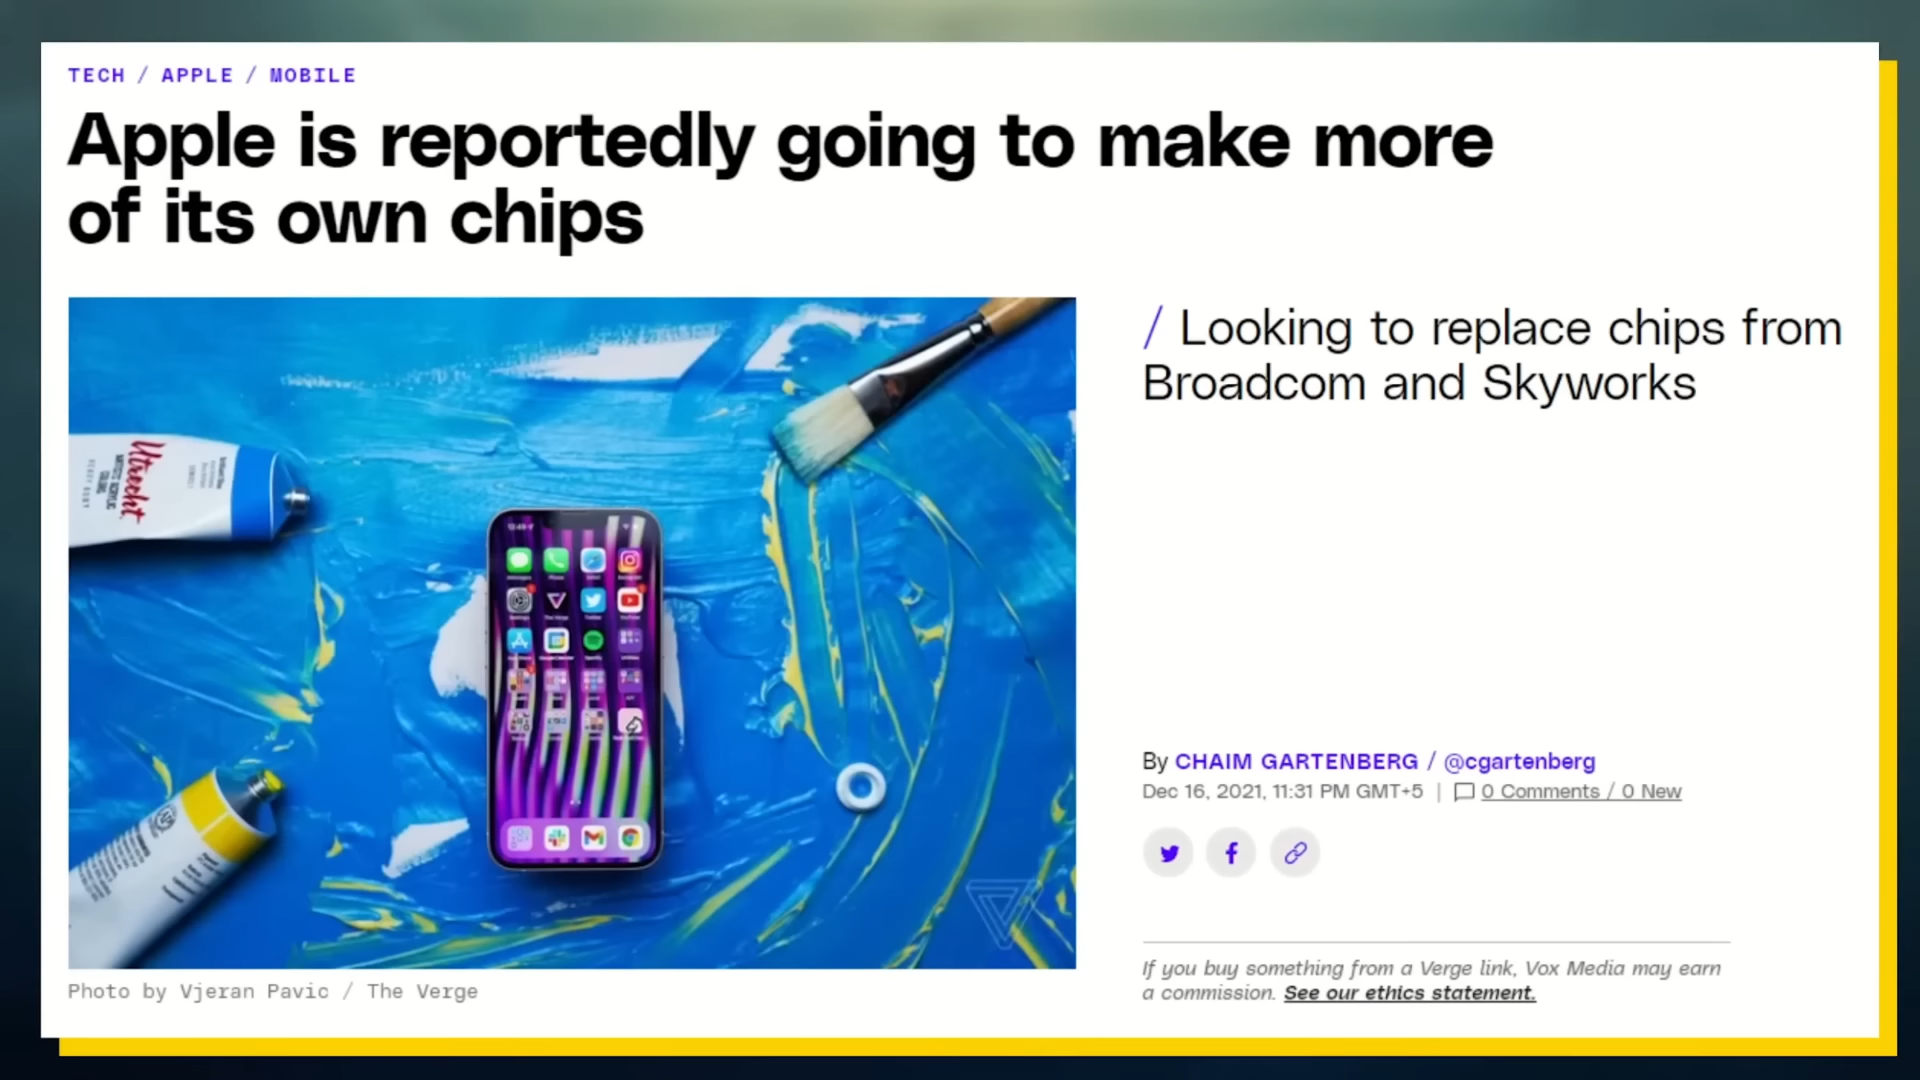 TECH / APPLE / MOBILE
Apple is reportedly going to make more
of its own chips
/ Looking to replace chips from
Broadcom and Skyworks
Utrecht
By CHAIM GARTENBERG / @cgartenberg
Dec 16, 2021, 11:31 PM GMT+5 | 0 Comments / 0 New
If you buy something from a Verge link, Vox Media may earn
a commission. See our ethics statement.
Photo by Vjeran Pavic / The Verge